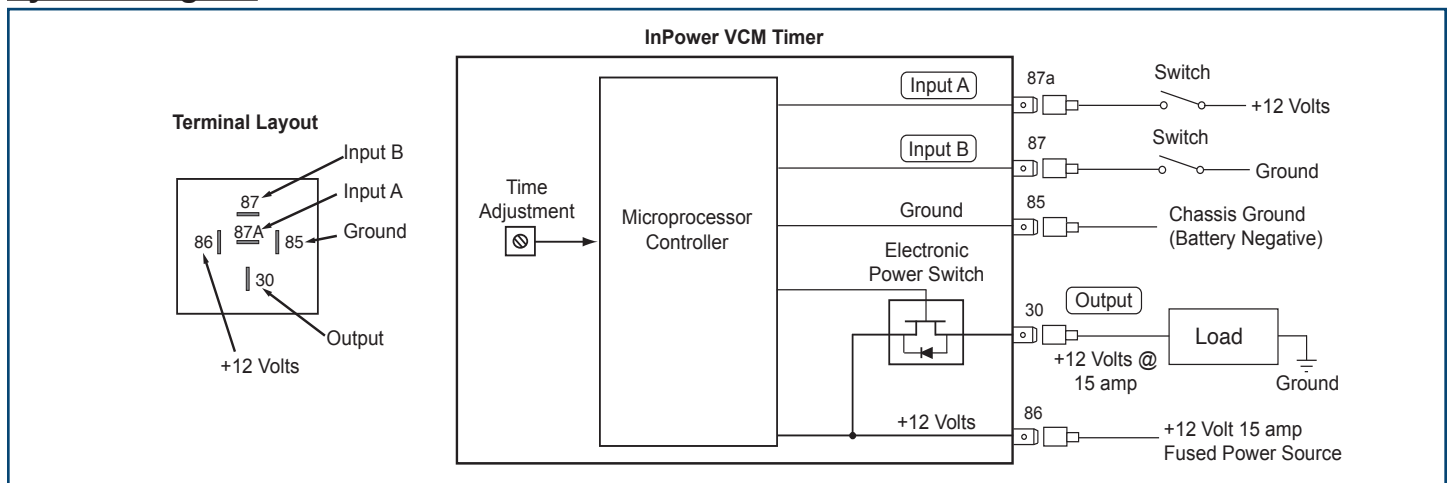 InPower VCM Timer
Terminal Layout
Input B
Input A
Ground
Output
+12 Volts
87
87A
86
85
30
Time
Adjustment
Microprocessor
Controller
Input A
87a
Switch
+12 Volts
Input B
87
Switch
Ground
Ground
85
Chassis Ground
(Battery Negative)
Electronic
Power Switch
30
Output
+12 Volts @
15 amp
Load
Ground
+12 Volts
86
+12 Volt 15 amp
Fused Power Source